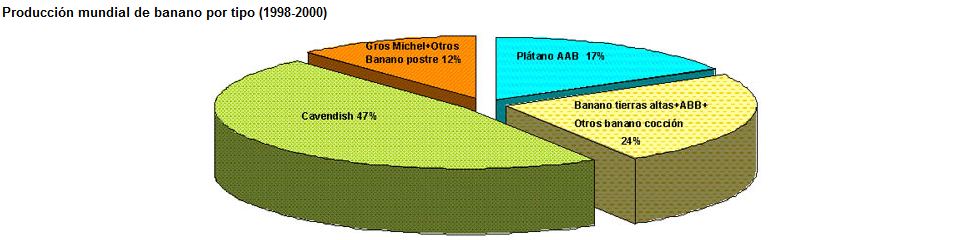 Producción mundial de banano por tipo (1998-2000)
Gros Michel+Otros
Banano postre 12%
Plátano AAB 17%
Banano tierras altas+ABB+
Otros banano cocción
24%
Cavendish 47%